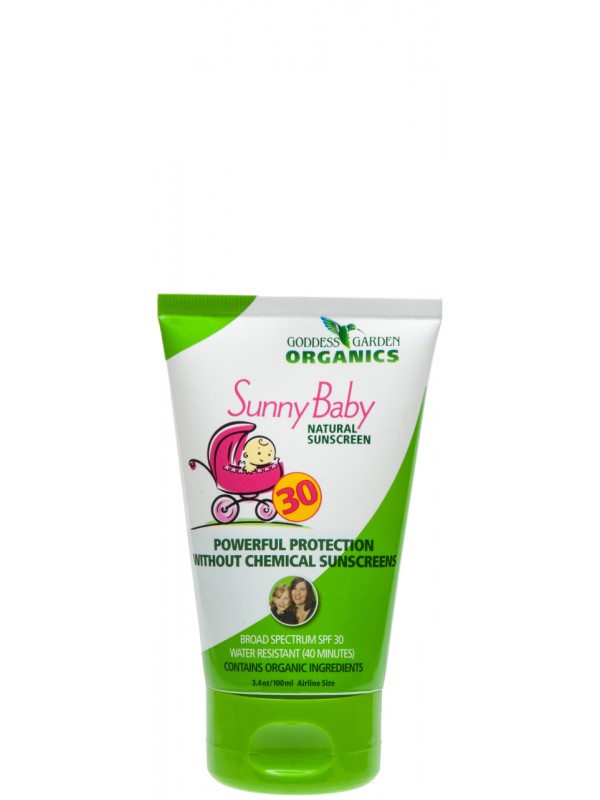 GODDESS GARDEN
ORGANICS
Sunny Baby
NATURAL
SUNSCREEN
30
POWERFUL PROTECTION
WITHOUT CHEMICAL SUNSCREENS
BROAD SPECTRUM SPF 30
WATER RESISTANT (40 MINUTES)
CONTAINS ORGANIC INGREDIENTS
3.4oz/100ml Airline Size